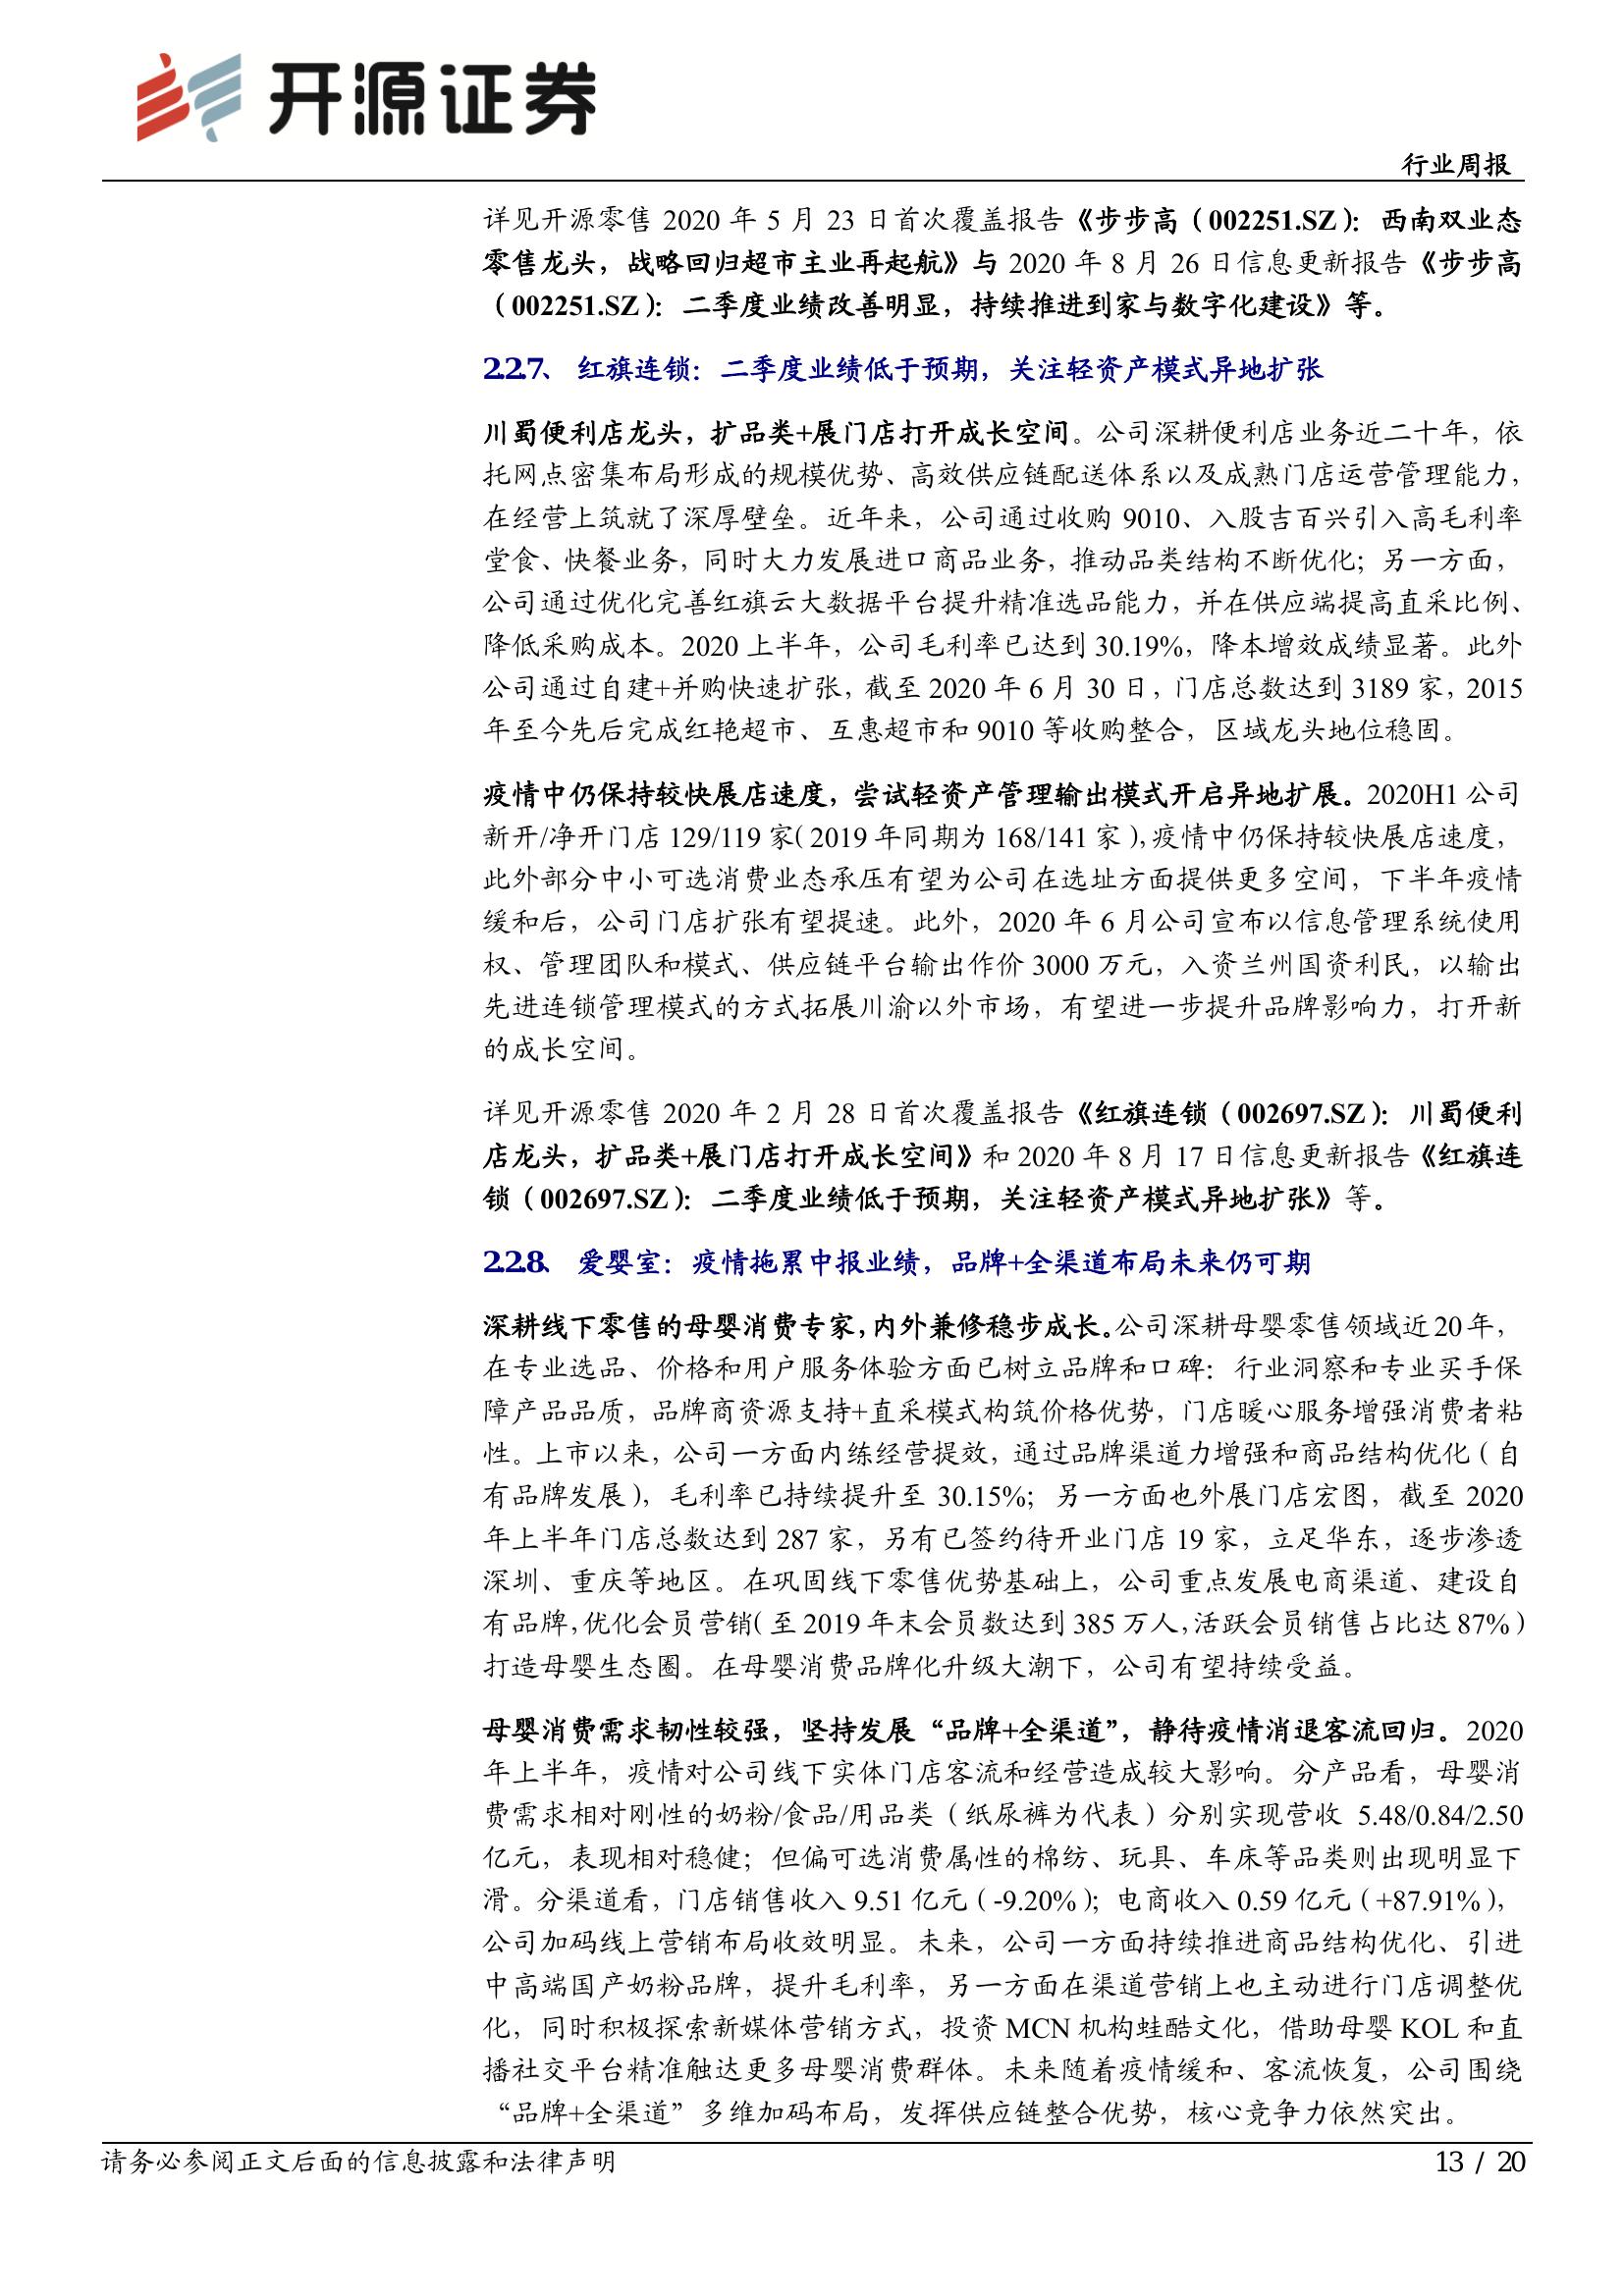 开源证券
行业周报
详见开源零售 2020 年 5 月 23 日首次覆盖报告《步步高（002251.SZ）：西南双业态
零售龙头，战略回归超市主业再起航》与 2020 年 8 月 26 日信息更新报告《步步高
（002251.SZ）：二季度业绩改善明显，持续推进到家与数字化建设》等。
2.2.7、 红旗连锁：二季度业绩低于预期，关注轻资产模式异地扩张
川蜀便利店龙头，扩品类+展门店打开成长空间。公司深耕便利店业务近二十年，依
托网点密集布局形成的规模优势、高效供应链配送体系以及成熟门店运营管理能力，
在经营上筑就了深厚壁垒。近年来，公司通过收购 9010、入股吉百兴引入高毛利率
堂食、快餐业务，同时大力发展进口商品业务，推动品类结构不断优化；另一方面，
公司通过优化完善红旗云大数据平台提升精准选品能力，并在供应端提高直采比例、
降低采购成本。2020 上半年，公司毛利率已达到 30.19%，降本增效成绩显著。此外
公司通过自建+并购快速扩张，截至 2020 年 6 月 30 日，门店总数达到 3189 家，2015
年至今先后完成红艳超市、互惠超市和 9010 等收购整合，区域龙头地位稳固。
疫情中仍保持较快展店速度，尝试轻资产管理输出模式开启异地扩展。2020H1 公司
新开/净开门店 129/119 家（2019 年同期为 168/141 家），疫情中仍保持较快展店速度，
此外部分中小可选消费业态承压有望为公司在选址方面提供更多空间，下半年疫情
缓和后，公司门店扩张有望提速。此外，2020 年 6 月公司宣布以信息管理系统使用
权、管理团队和模式、供应链平台输出作价 3000 万元，入资兰州国资利民，以输出
先进连锁管理模式的方式拓展川渝以外市场，有望进一步提升品牌影响力，打开新
的成长空间。
详见开源零售 2020 年 2 月 28 日首次覆盖报告《红旗连锁（002697.SZ）：川蜀便利
店龙头，扩品类+展门店打开成长空间》和 2020 年 8 月 17 日信息更新报告《红旗连
锁（002697.SZ）：二季度业绩低于预期，关注轻资产模式异地扩张》等。
2.2.8、 爱婴室：疫情拖累中报业绩，品牌+全渠道布局未来仍可期
深耕线下零售的母婴消费专家，内外兼修稳步成长。公司深耕母婴零售领域近 20 年，
在专业选品、价格和用户服务体验方面已树立品牌和口碑：行业洞察和专业买手保
障产品品质，品牌商资源支持+直采模式构筑价格优势，门店暖心服务增强消费者粘
性。上市以来，公司一方面内练经营提效，通过品牌渠道力增强和商品结构优化（自
有品牌发展），毛利率已持续提升至 30.15%；另一方面也外展门店宏图，截至 2020
年上半年门店总数达到 287 家，另有已签约待开业门店 19 家，立足华东，逐步渗透
深圳、重庆等地区。在巩固线下零售优势基础上，公司重点发展电商渠道、建设自
有品牌，优化会员营销（至 2019 年末会员数达到 385 万人，活跃会员销售占比达 87%）
打造母婴生态圈。在母婴消费品牌化升级大潮下，公司有望持续受益。
母婴消费需求韧性较强，坚持发展“品牌+全渠道”，静待疫情消退客流回归。2020
年上半年，疫情对公司线下实体门店客流和经营造成较大影响。分产品看，母婴消
费需求相对刚性的奶粉/食品/用品类（纸尿裤为代表）分别实现营收 5.48/0.84/2.50
亿元，表现相对稳健；但偏可选消费属性的棉纺、玩具、车床等品类则出现明显下
滑。分渠道看，门店销售收入 9.51 亿元（-9.20%）；电商收入 0.59 亿元（+87.91%），
公司加码线上营销布局收效明显。未来，公司一方面持续推进商品结构优化、引进
中高端国产奶粉品牌，提升毛利率，另一方面在渠道营销上也主动进行门店调整优
化，同时积极探索新媒体营销方式，投资 MCN 机构蛙酷文化，借助母婴 KOL 和直
播社交平台精准触达更多母婴消费群体。未来随着疫情缓和、客流恢复，公司围绕
“品牌+全渠道”多维加码布局，发挥供应链整合优势，核心竞争力依然突出。
请务必参阅正文后面的信息披露和法律声明
13 / 20